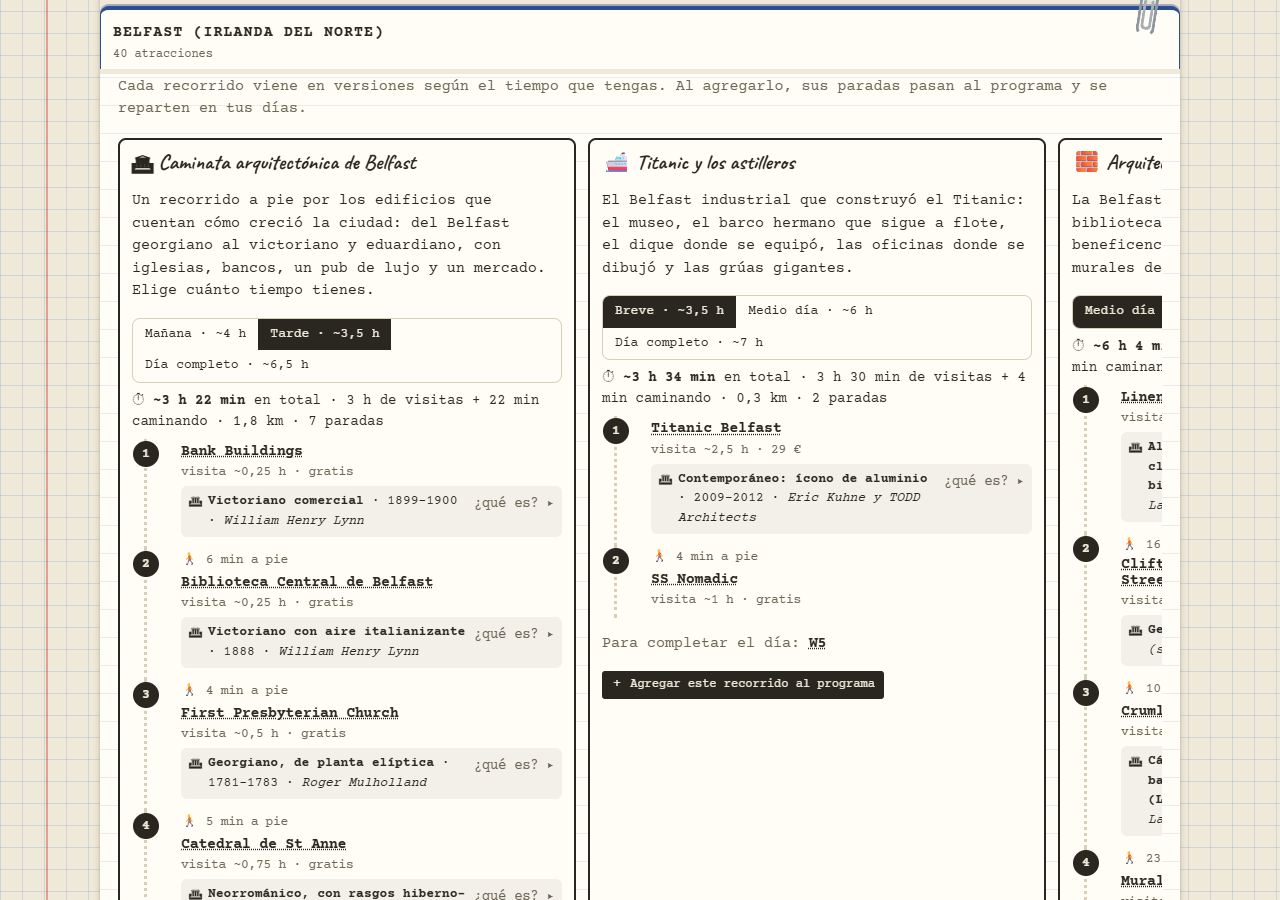 BELFAST (IRLANDA DEL NORTE)
40 atracciones
Cada recorrido viene en versiones según el tiempo que tengas. Al agregarlo, sus paradas pasan al programa y se
reparten en tus días.
Caminata arquitectónica de Belfast
Un recorrido a pie por los edificios que
cuentan cómo creció la ciudad: del Belfast
georgiano al victoriano y eduardiano, con
iglesias, bancos, un pub de lujo y un mercado.
Elige cuánto tiempo tienes.
Mañana · ~4 h Tarde · ~3,5 h
Día completo · ~6,5 h
⏱ ~3 h 22 min en total · 3 h de visitas + 22 min
caminando · 1,8 km · 7 paradas
1 Bank Buildings
visita ~0,25 h · gratis
Victoriano comercial · 1899–1900 ¿qué es? ▸
· William Henry Lynn
2 🚶 6 min a pie
Biblioteca Central de Belfast
visita ~0,25 h · gratis
Victoriano con aire italianizante ¿qué es? ▸
· 1888 · William Henry Lynn
3 🚶 4 min a pie
First Presbyterian Church
visita ~0,5 h · gratis
Georgiano, de planta elíptica · ¿qué es? ▸
1781–1783 · Roger Mulholland
4 🚶 5 min a pie
Catedral de St Anne
visita ~0,75 h · gratis
Neorrománico, con rasgos hiberno- ¿qué es? ▸
Titanic y los astilleros
El Belfast industrial que construyó el Titanic:
el museo, el barco hermano que sigue a flote,
el dique donde se equipó, las oficinas donde se
dibujó y las grúas gigantes.
Breve · ~3,5 h Medio día · ~6 h
Día completo · ~7 h
⏱ ~3 h 34 min en total · 3 h 30 min de visitas + 4
min caminando · 0,3 km · 2 paradas
1 Titanic Belfast
visita ~2,5 h · 29 €
Contemporáneo: ícono de aluminio ¿qué es? ▸
· 2009–2012 · Eric Kuhne y TODD
Architects
2 🚶 4 min a pie
SS Nomadic
visita ~1 h · gratis
Para completar el día: W5
+ Agregar este recorrido al programa
La Belfast
Medio día
⏱ ~6 h 4
min
1
2 🚶 16
3 🚶 10
4 🚶 23